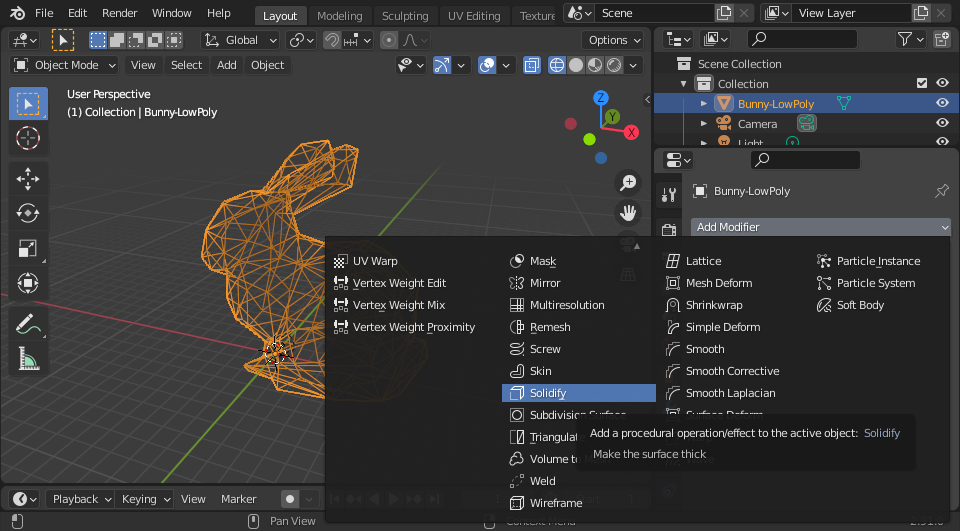 File Edit Render Window Help Layout Modeling Sculpting UV Editing Texture Scene View Layer
Global Options
Object Mode View Select Add Object
User Perspective
(1) Collection | Bunny-LowPoly
Z
Y
X
Scene Collection
Collection
Bunny-LowPoly
Camera
Light
Bunny-LowPoly
Add Modifier
UV Warp
Vertex Weight Edit
Vertex Weight Mix
Vertex Weight Proximity
Mask
Mirror
Multiresolution
Remesh
Screw
Skin
Solidify
Subdivision Surface
Triangulate
Volume to
Weld
Wireframe
Lattice
Mesh Deform
Shrinkwrap
Simple Deform
Smooth
Smooth Corrective
Smooth Laplacian
Surface Deform
Particle Instance
Particle System
Soft Body
Add a procedural operation/effect to the active object: Solidify
Make the surface thick
Playback Keying View Marker
Pan View Context Menu